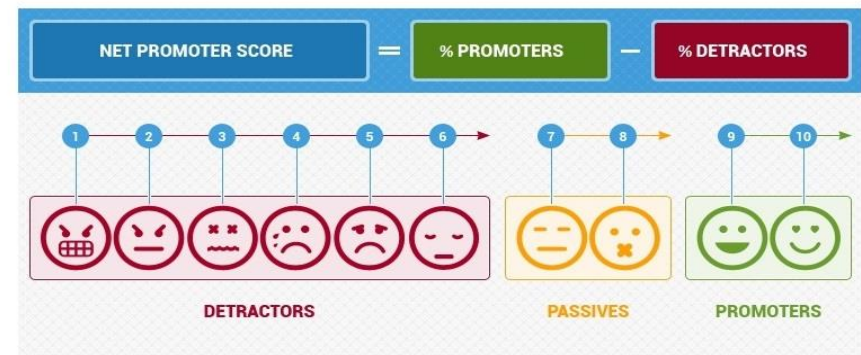 NET PROMOTER SCORE = % PROMOTERS — % DETRACTORS
1 2 3 4 5 6 7 8 9 10
DETRACTORS PASSIVES PROMOTERS